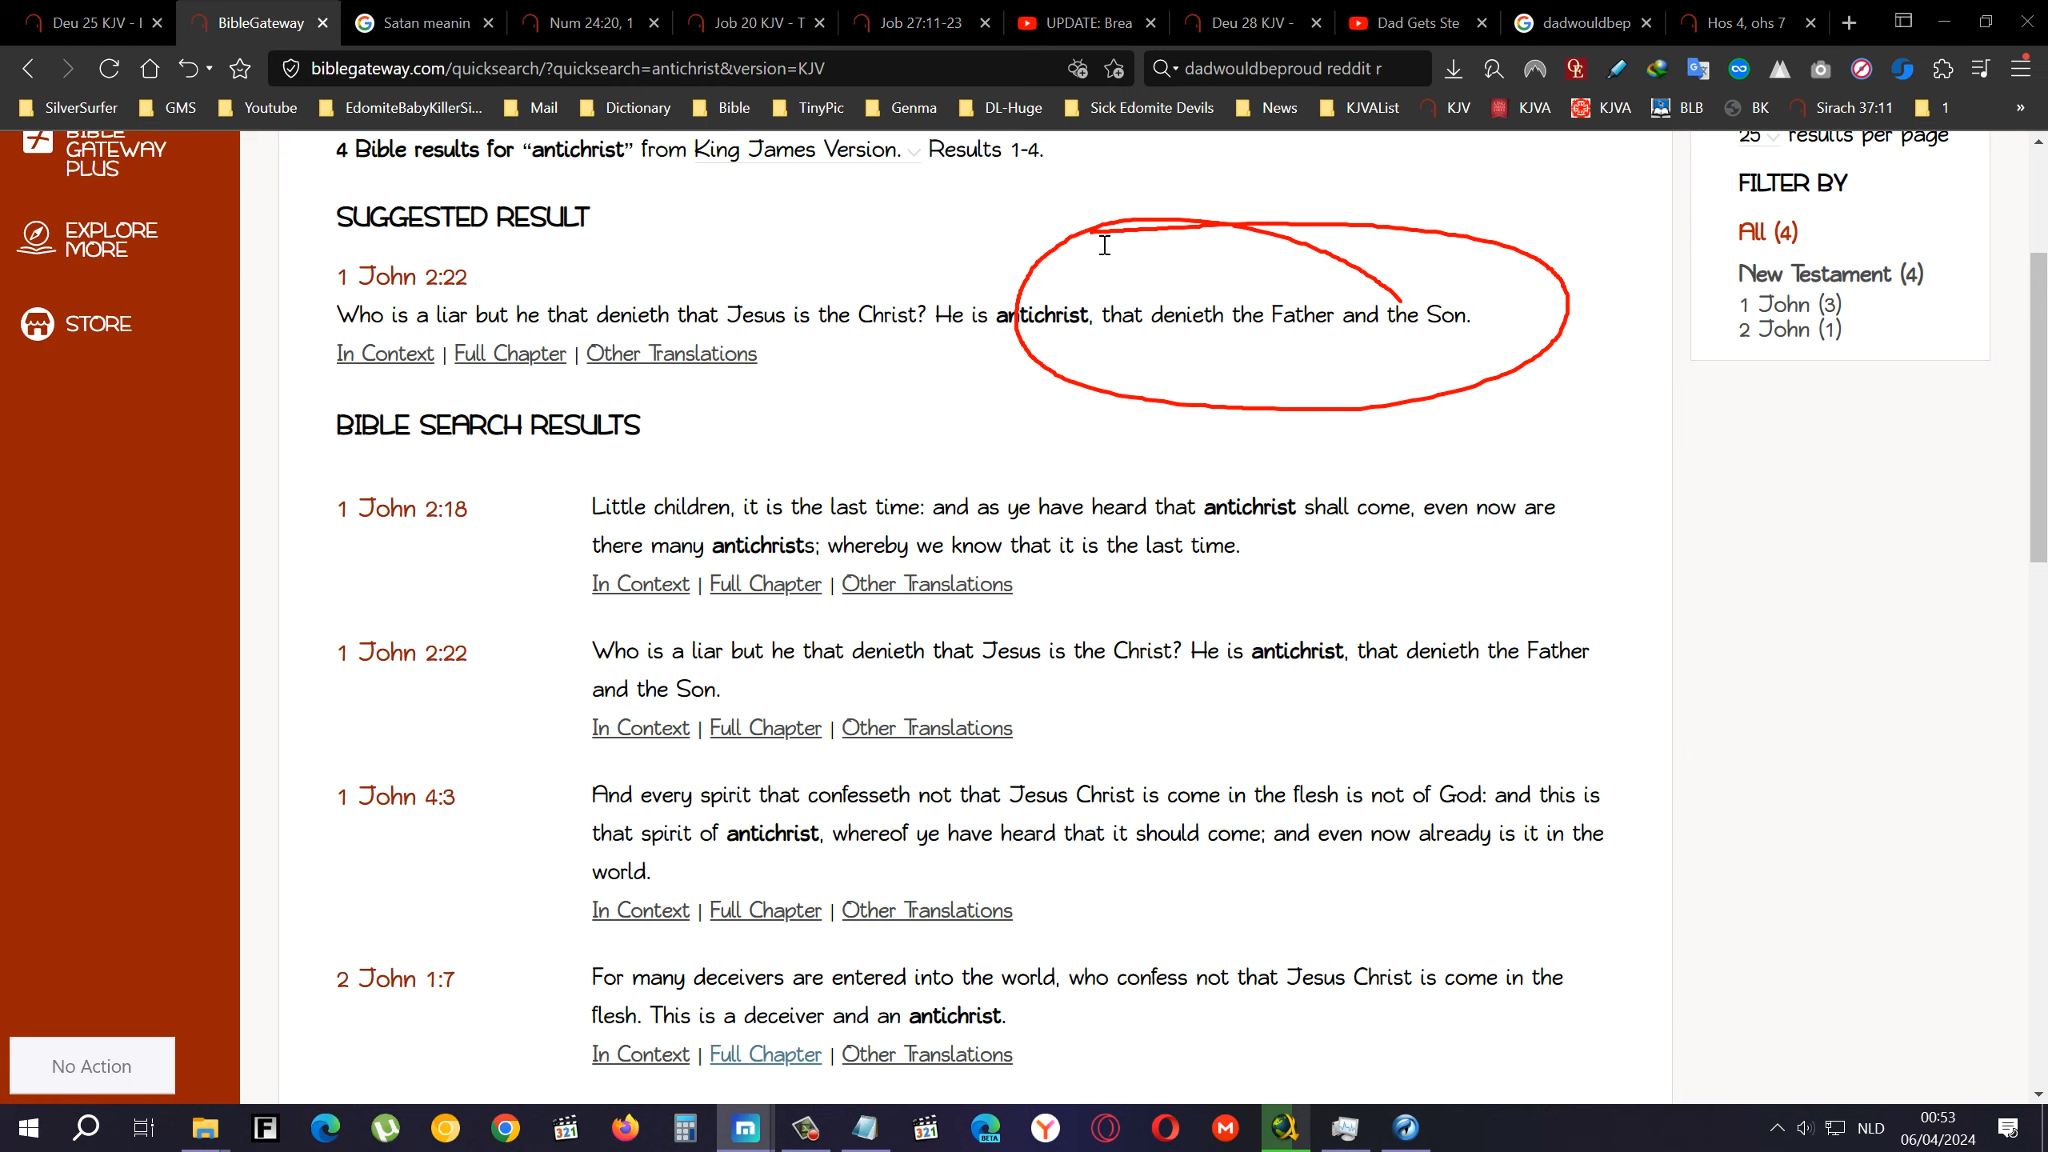 Deu 25 KJV - I
BibleGateway
Satan meanin
Num 24:20, 1
Job 20 KJV - T
Job 27:11-23
UPDATE: Brea
Deu 28 KJV -
Dad Gets Ste
dadwouldbep
Hos 4, ohs 7
biblegateway.com/quicksearch/?quicksearch=antichrist&version=KJV
dadwouldbeproud reddit r
SilverSurfer
GMS
Youtube
EdomiteBabyKillerSi...
Mail
Dictionary
Bible
TinyPic
Genma
DL-Huge
Sick Edomite Devils
News
KJVAList
KJV
KJVA
KJVA
BLB
BK
Sirach 37:11
1
»
BIBLE
GATEWAY
PLUS
EXPLORE
MORE
STORE
4 Bible results for “antichrist” from King James Version. Results 1-4.
SUGGESTED RESULT
1 John 2:22
Who is a liar but he that denieth that Jesus is the Christ? He is antichrist, that denieth the Father and the Son.
In Context | Full Chapter | Other Translations
BIBLE SEARCH RESULTS
1 John 2:18
Little children, it is the last time: and as ye have heard that antichrist shall come, even now are
there many antichrists; whereby we know that it is the last time.
In Context | Full Chapter | Other Translations
1 John 2:22
Who is a liar but he that denieth that Jesus is the Christ? He is antichrist, that denieth the Father
and the Son.
In Context | Full Chapter | Other Translations
1 John 4:3
And every spirit that confesseth not that Jesus Christ is come in the flesh is not of God: and this is
that spirit of antichrist, whereof ye have heard that it should come; and even now already is it in the
world.
In Context | Full Chapter | Other Translations
2 John 1:7
For many deceivers are entered into the world, who confess not that Jesus Christ is come in the
flesh. This is a deceiver and an antichrist.
In Context | Full Chapter | Other Translations
25 results per page
FILTER BY
All (4)
New Testament (4)
1 John (3)
2 John (1)
No Action
NLD
00:53
06/04/2024